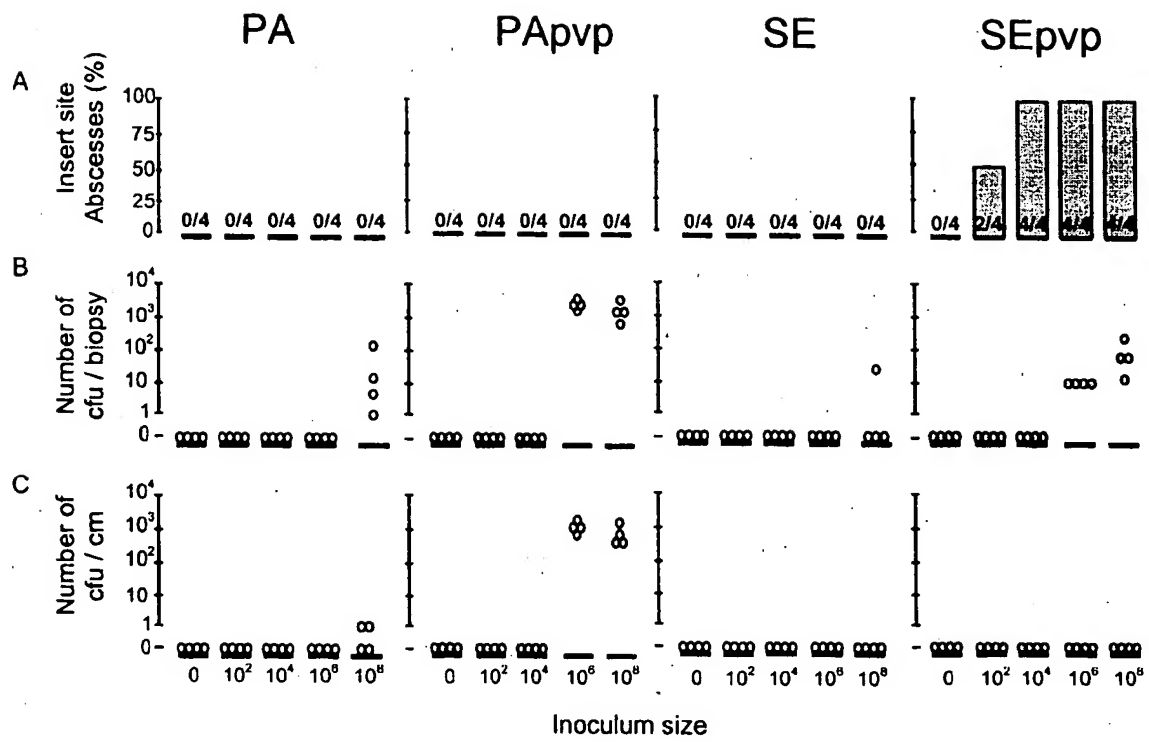 PA PApvp SE SEpvp
A
Insert site
Abscesses (%)
100
75
50
25
0
0/4 0/4 0/4 0/4 0/4
0/4 0/4 0/4 0/4 0/4
0/4 0/4 0/4 0/4 0/4
0/4 2/4 4/4 4/4 4/4
B
Number of
cfu / biopsy
10⁴
10³
10²
10
1
0
C
Number of
cfu / cm
10⁴
10³
10²
10
1
0
0 10² 10⁴ 10⁶ 10⁸
0 10² 10⁴ 10⁶ 10⁸
0 10² 10⁴ 10⁶ 10⁸
0 10² 10⁴ 10⁶ 10⁸
Inoculum size